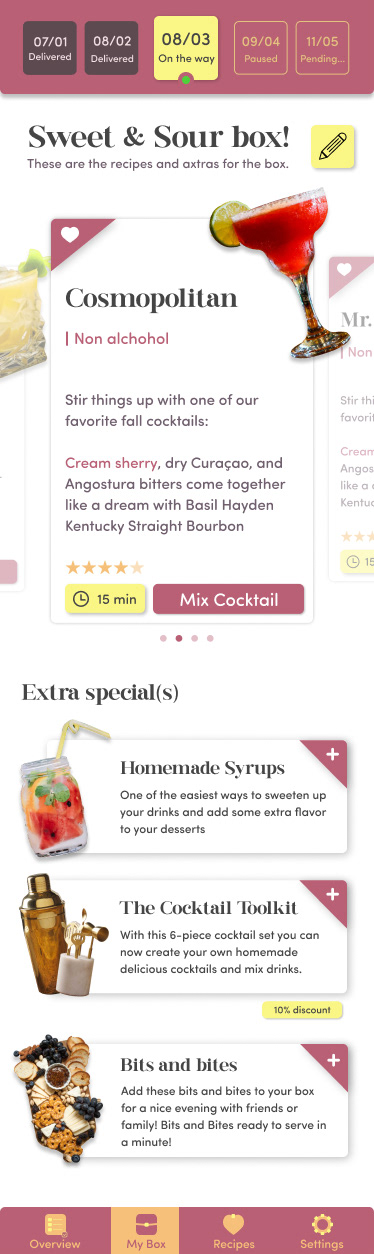 07/01
Delivered
08/02
Delivered
08/03
On the way
09/04
Paused
11/05
Pending...
Sweet & Sour box!
These are the recipes and axtras for the box.
Cosmopolitan
Non alchohol
Stir things up with one of our
favorite fall cocktails:
Cream sherry, dry Curaçao, and
Angostura bitters come together
like a dream with Basil Hayden
Kentucky Straight Bourbon
15 min
Mix Cocktail
Mr.
Non
Stir thi
favorit
Cream
Angos
like a
Kentuc
15
Extra special(s)
Homemade Syrups
One of the easiest ways to sweeten up
your drinks and add some extra flavor
to your desserts
The Cocktail Toolkit
With this 6-piece cocktail set you can
now create your own homemade
delicious cocktails and mix drinks.
10% discount
Bits and bites
Add these bits and bites to your box
for a nice evening with friends or
family! Bits and Bites ready to serve in
a minute!
Overview
My Box
Recipes
Settings